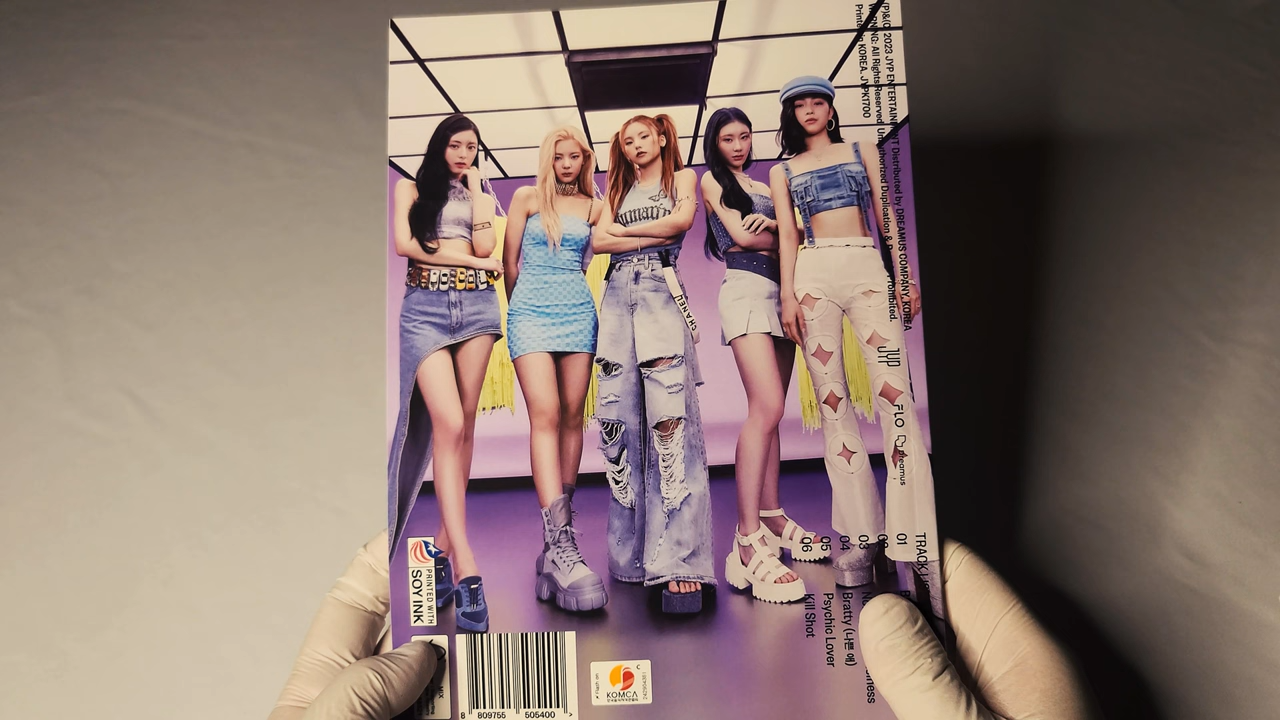 (P)&(C) 2023 JYP ENTERTAINMENT Distributed by DREAMUS COMPANY, KOREA
WARNING: All Rights Reserved. Unauthorized Duplication & Prohibited.
Printed in KOREA. JYPK1700
CHANEL
JYP
FLO
dreamus
TRACK
01
02
03
04 Bratty (나쁜 애)
05 Psychic Lover
06 Kill Shot
PRINTED WITH
SOY INK
8 809755 505400 >
KOMCA